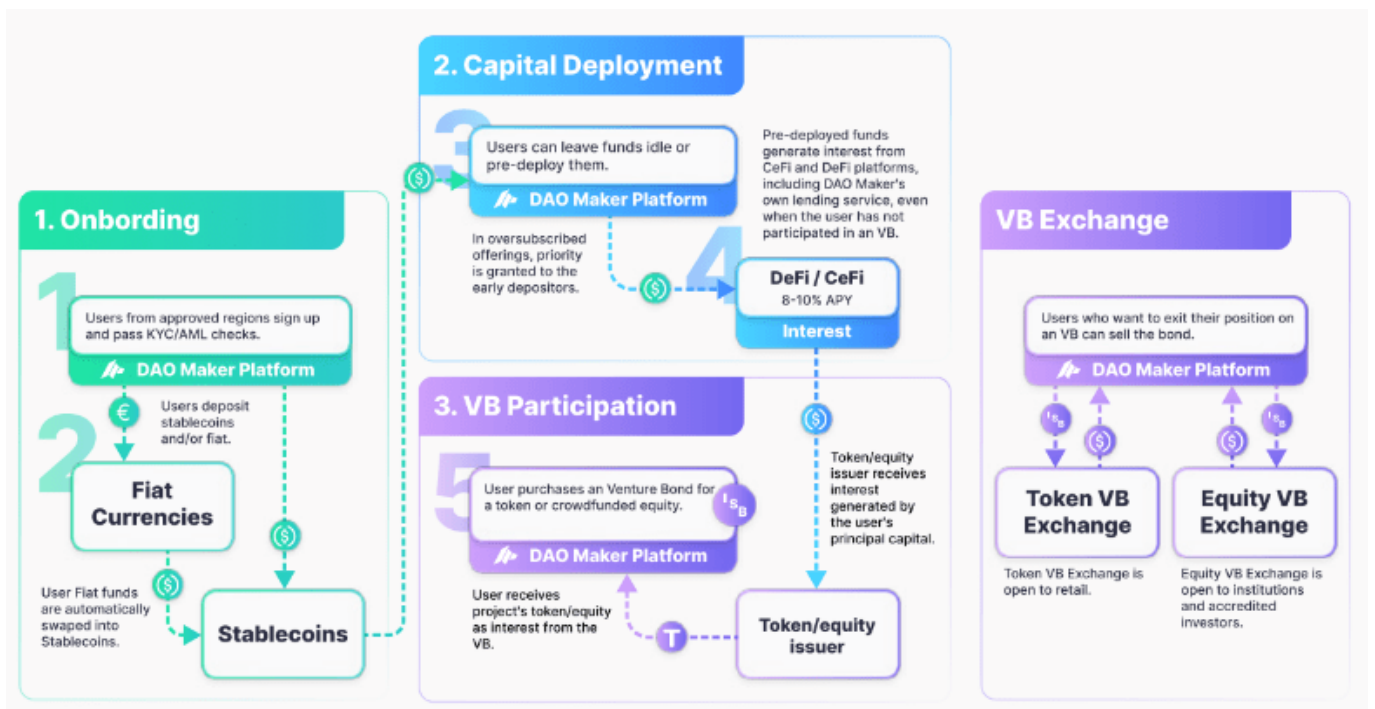 1. Onbording
1
Users from approved regions sign up
and pass KYC/AML checks.
DAO Maker Platform
€
2
Users deposit
stablecoins
and/or fiat.
Fiat
Currencies
$
User Fiat funds
are automatically
swaped into
Stablecoins.
$
Stablecoins
2. Capital Deployment
$
3
Users can leave funds idle or
pre-deploy them.
DAO Maker Platform
In oversubscribed
offerings, priority
is granted to the
early depositors.
$
Pre-deployed funds
generate interest from
CeFi and DeFi platforms,
including DAO Maker's
own lending service, even
when the user has not
participated in an VB.
4
DeFi / CeFi
8-10% APY
Interest
3. VB Participation
$
5
User purchases an Venture Bond for
a token or crowdfunded equity.
ISB
DAO Maker Platform
Token/equity
issuer receives
interest
generated by
the user's
principal capital.
User receives
project's token/equity
as interest from the
VB.
T
Token/equity
issuer
VB Exchange
Users who want to exit their position on
an VB can sell the bond.
DAO Maker Platform
ISB
$
$
ISB
Token VB
Exchange
Token VB Exchange is
open to retail.
Equity VB
Exchange
Equity VB Exchange is
open to institutions
and accredited
investors.